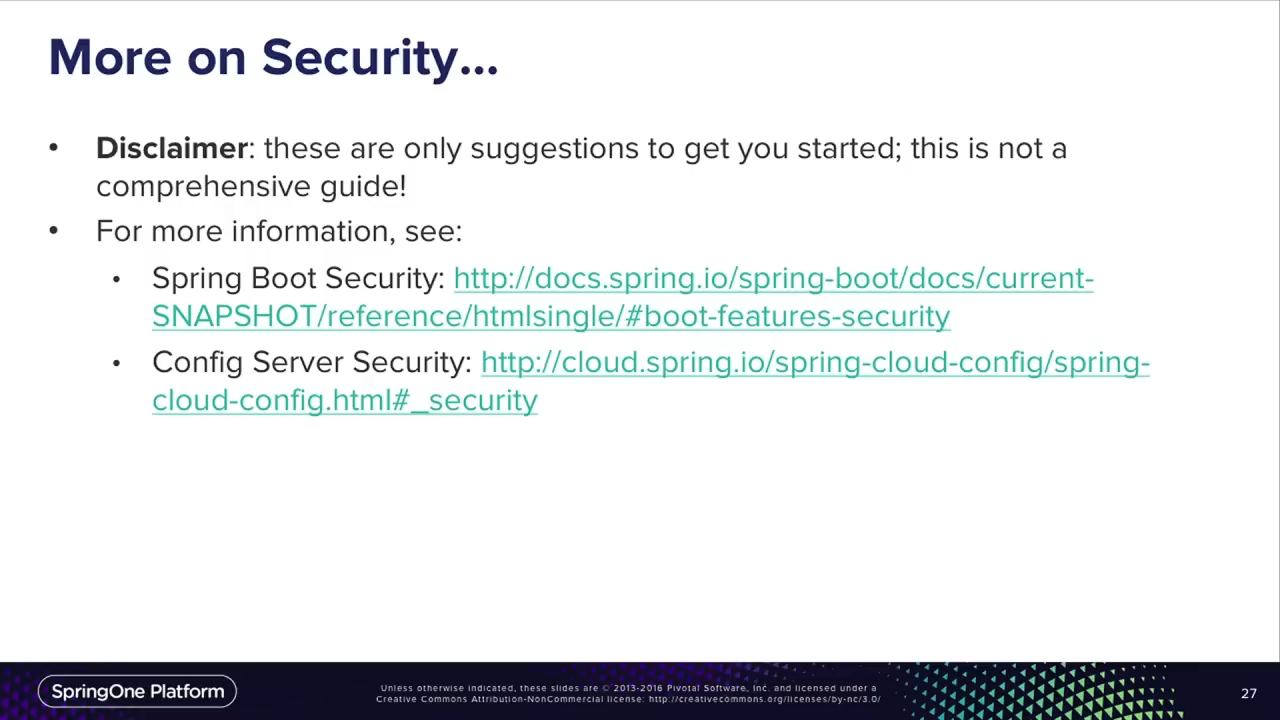 More on Security...
• Disclaimer: these are only suggestions to get you started; this is not a
comprehensive guide!
• For more information, see:
• Spring Boot Security: http://docs.spring.io/spring-boot/docs/current-
SNAPSHOT/reference/htmlsingle/#boot-features-security
• Config Server Security: http://cloud.spring.io/spring-cloud-config/spring-
cloud-config.html#_security
SpringOne Platform
Unless otherwise indicated, these slides are © 2013-2016 Pivotal Software, Inc. and licensed under a
Creative Commons Attribution-NonCommercial license: http://creativecommons.org/licenses/by-nc/3.0/
27